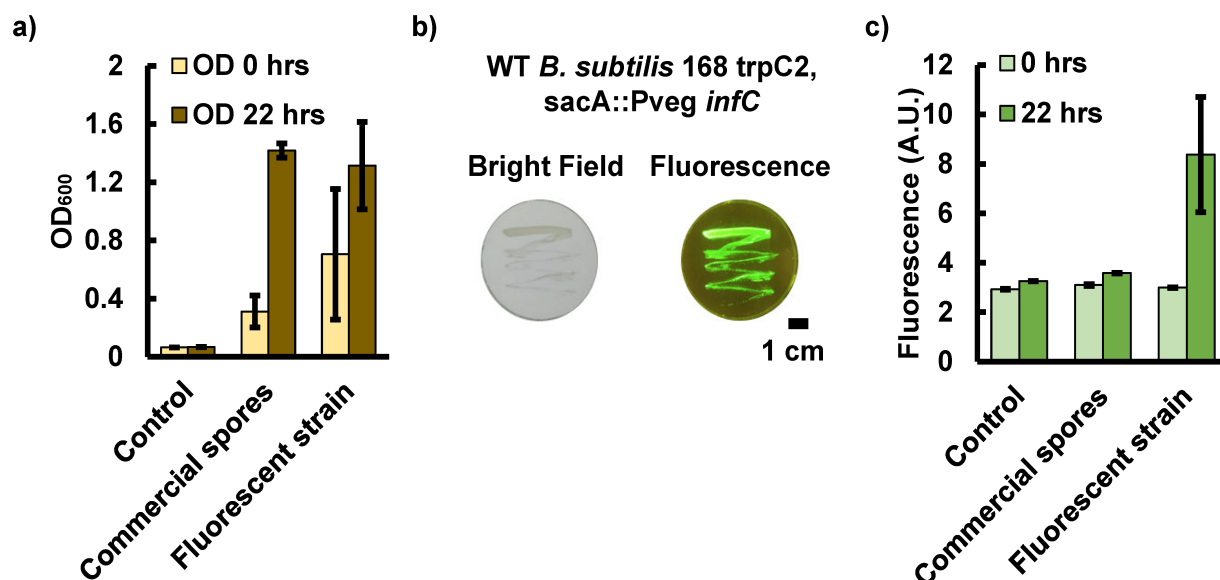 a)
OD 0 hrs
OD 22 hrs
OD600
2
1.6
1.2
0.8
0.4
0
Control
Commercial spores
Fluorescent strain
b)
WT B. subtilis 168 trpC2,
sacA::Pveg infC
Bright Field
Fluorescence
1 cm
c)
0 hrs
22 hrs
Fluorescence (A.U.)
12
10
8
6
4
2
0
Control
Commercial spores
Fluorescent strain